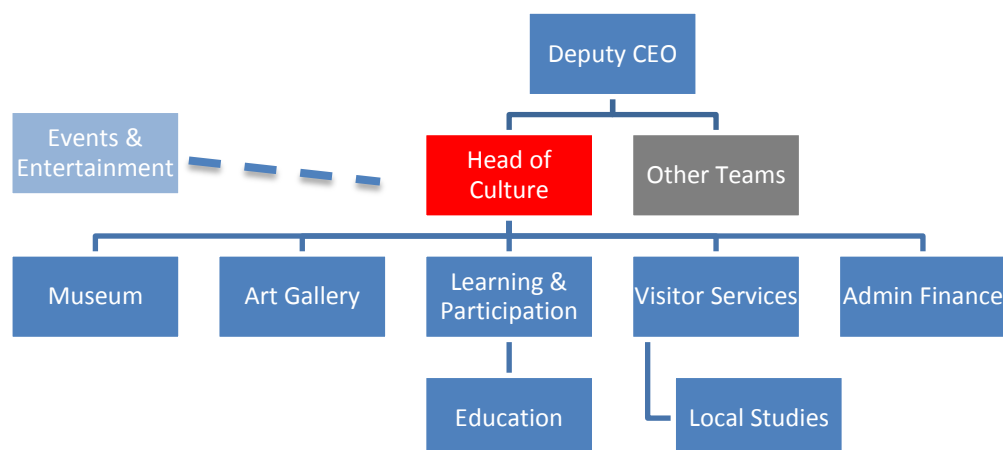 Deputy CEO
Events &
Entertainment
Head of
Culture
Other Teams
Museum
Art Gallery
Learning &
Participation
Visitor Services
Admin Finance
Education
Local Studies